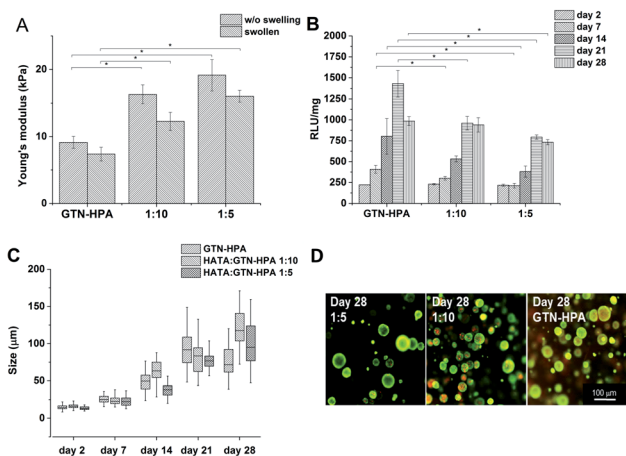 A
w/o swelling
swollen
Young's modulus (kPa)
30
20
10
0
*
*
*
*
GTN-HPA
1:10
1:5
B
day 2
day 7
day 14
day 21
day 28
RLU/mg
2000
1750
1500
1250
1000
750
500
250
*
*
*
*
*
*
GTN-HPA
1:10
1:5
C
GTN-HPA
HATA:GTN-HPA 1:10
HATA:GTN-HPA 1:5
Size (μm)
200
150
100
50
0
day 2
day 7
day 14
day 21
day 28
D
Day 28
1:5
Day 28
1:10
Day 28
GTN-HPA
100 μm